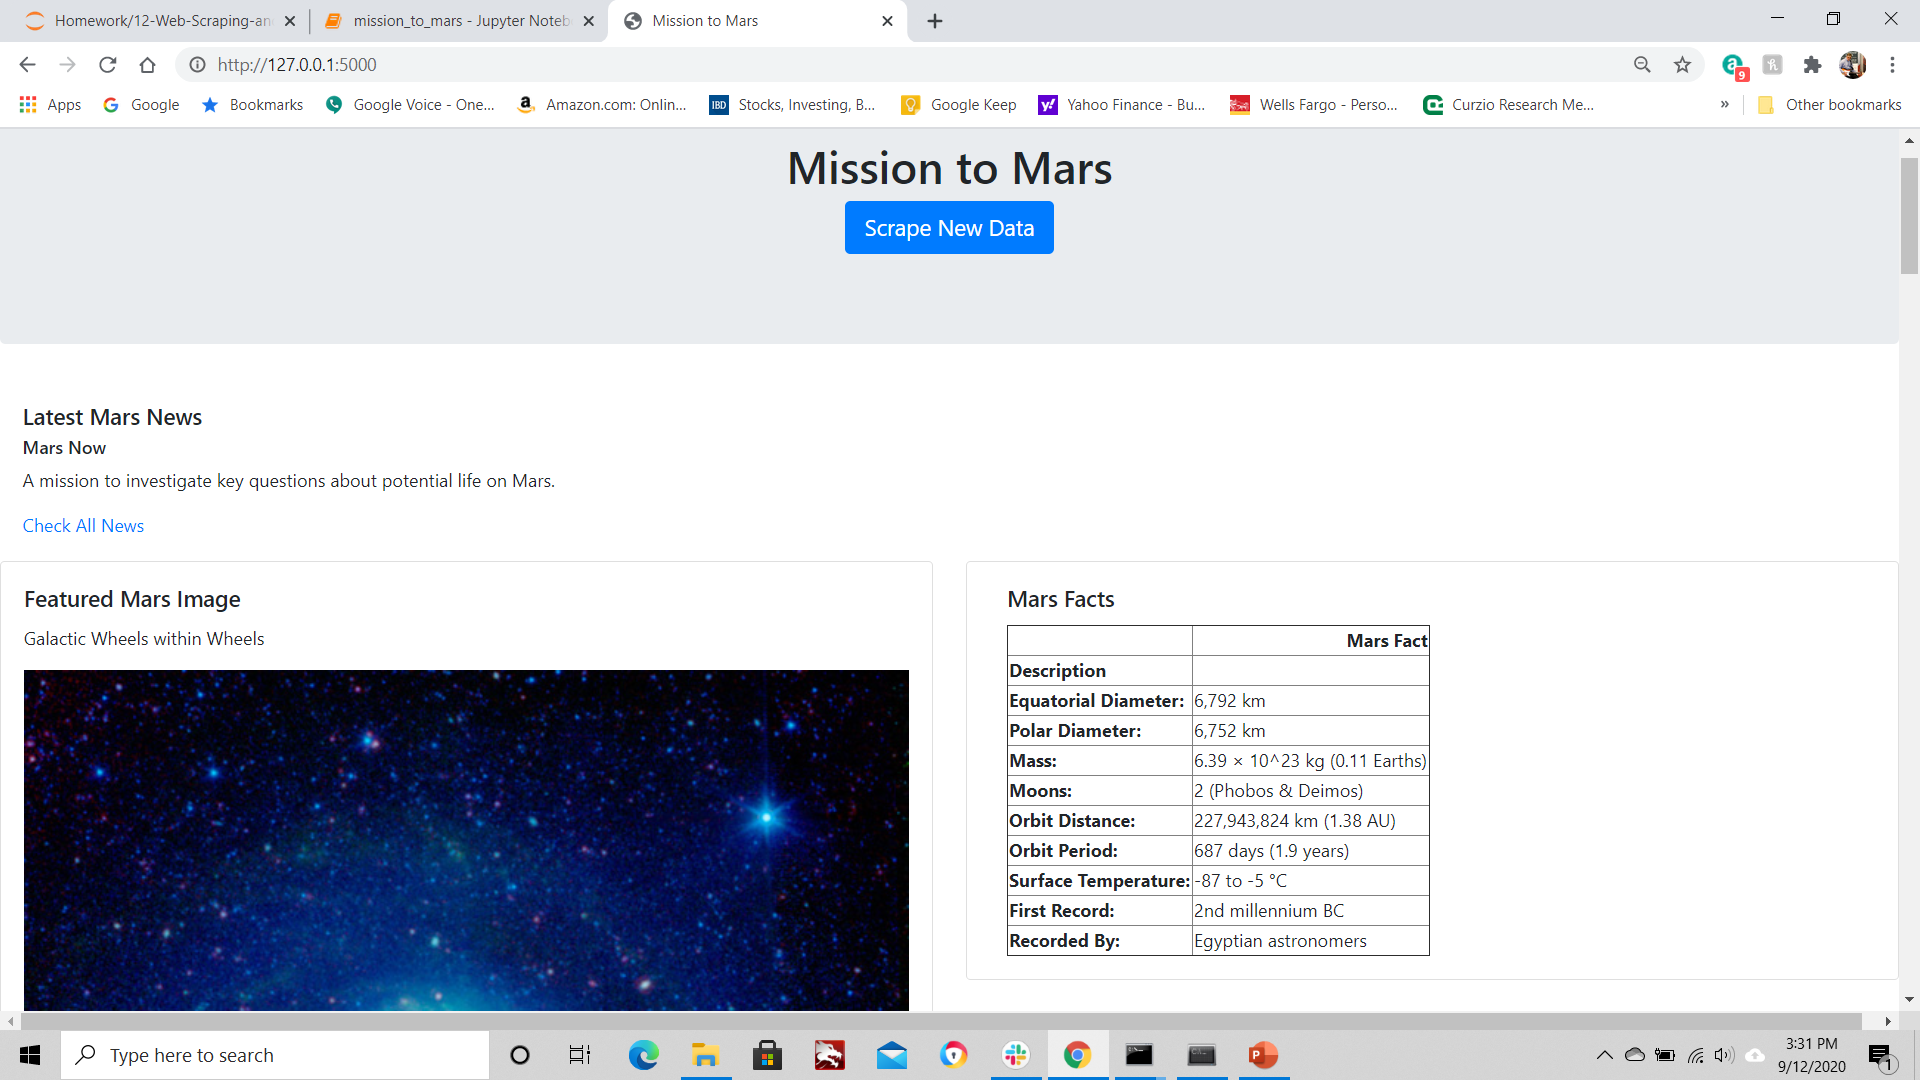 Homework/12-Web-Scraping-an
mission_to_mars - Jupyter Noteb
Mission to Mars
http://127.0.0.1:5000
9
Apps
Google
Bookmarks
Google Voice - One...
Amazon.com: Onlin...
IBD
Stocks, Investing, B...
Google Keep
Yahoo Finance - Bu...
Wells Fargo - Perso...
Curzio Research Me...
»
Other bookmarks
Mission to Mars
Scrape New Data
Latest Mars News
Mars Now
A mission to investigate key questions about potential life on Mars.
Check All News
Featured Mars Image
Galactic Wheels within Wheels
Mars Facts
Mars Fact
Description
Equatorial Diameter: 6,792 km
Polar Diameter: 6,752 km
Mass: 6.39 × 10^23 kg (0.11 Earths)
Moons: 2 (Phobos & Deimos)
Orbit Distance: 227,943,824 km (1.38 AU)
Orbit Period: 687 days (1.9 years)
Surface Temperature: -87 to -5 °C
First Record: 2nd millennium BC
Recorded By: Egyptian astronomers
Type here to search
3:31 PM
9/12/2020
1